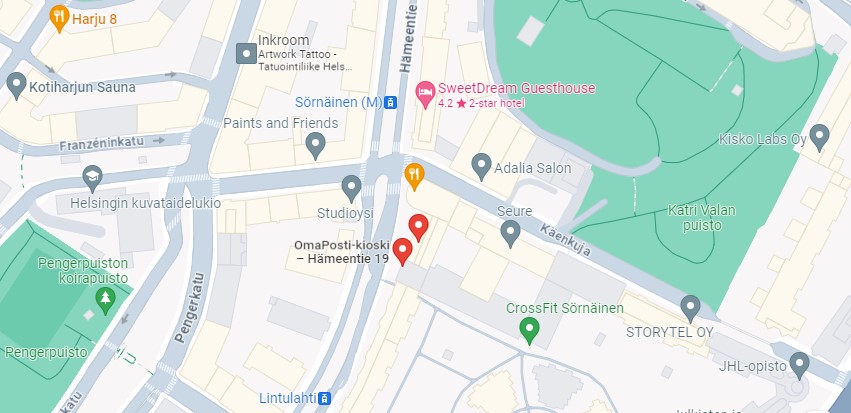 Harju 8
Hämeentie
Inkroom
Artwork Tattoo -
Tatuointiliike Hels...
Kotiharjun Sauna
Sörnäinen (M)
SweetDream Guesthouse
4.2 ★ 2-star hotel
Paints and Friends
Franzéninkatu
Kisko Labs Oy
Adalia Salon
Helsingin kuvataidelukio
Studioysi
Seure
Katri Valan
puisto
Käenkuja
OmaPosti-kioski
– Hämeentie 19
Pengerpuiston
koirapuisto
Pengerkatu
CrossFit Sörnäinen
STORYTEL OY
Pengerpuisto
JHL-opisto
Lintulahti